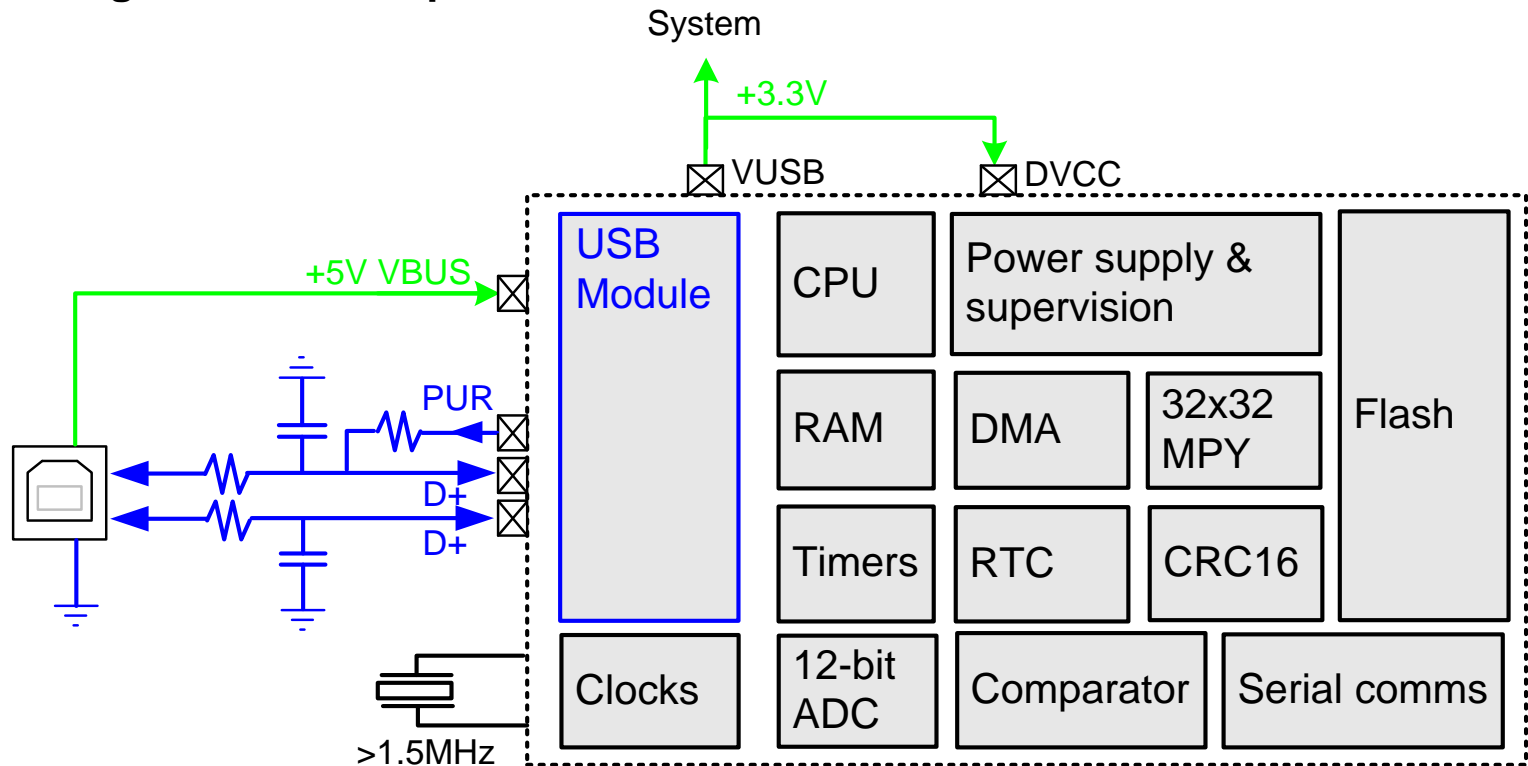 System
+3.3V
VUSB
DVCC
+5V VBUS
USB
Module
CPU
Power supply &
supervision
Flash
PUR
RAM
DMA
32x32
MPY
D+
D+
Timers
RTC
CRC16
Clocks
12-bit
ADC
Comparator
Serial comms
>1.5MHz